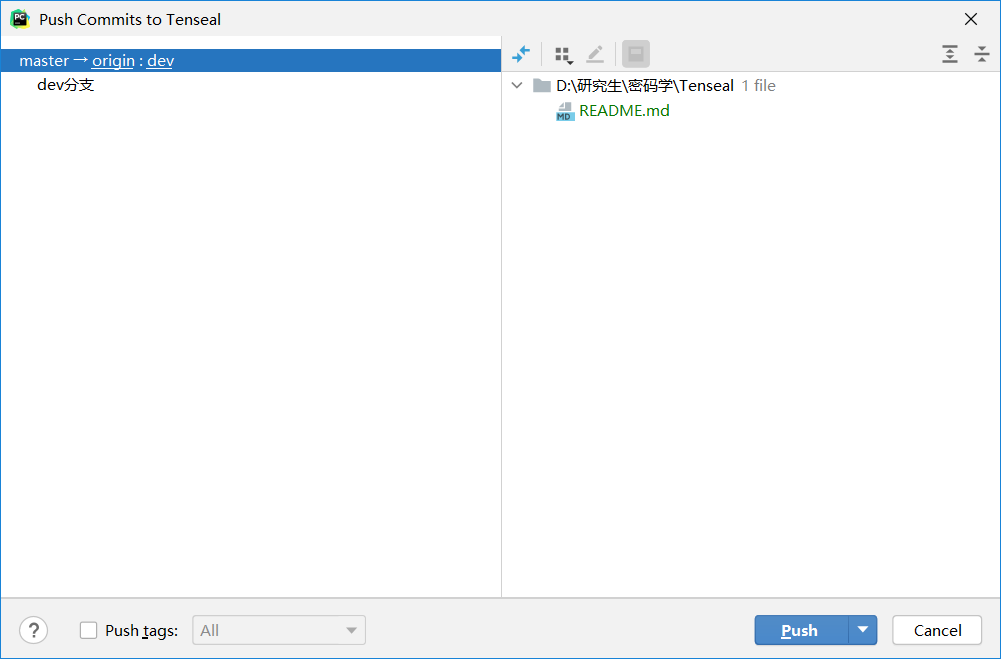 Push Commits to Tenseal
master → origin : dev
dev分支
D:\研究生\密码学\Tenseal 1 file
README.md
? Push tags: All Push Cancel